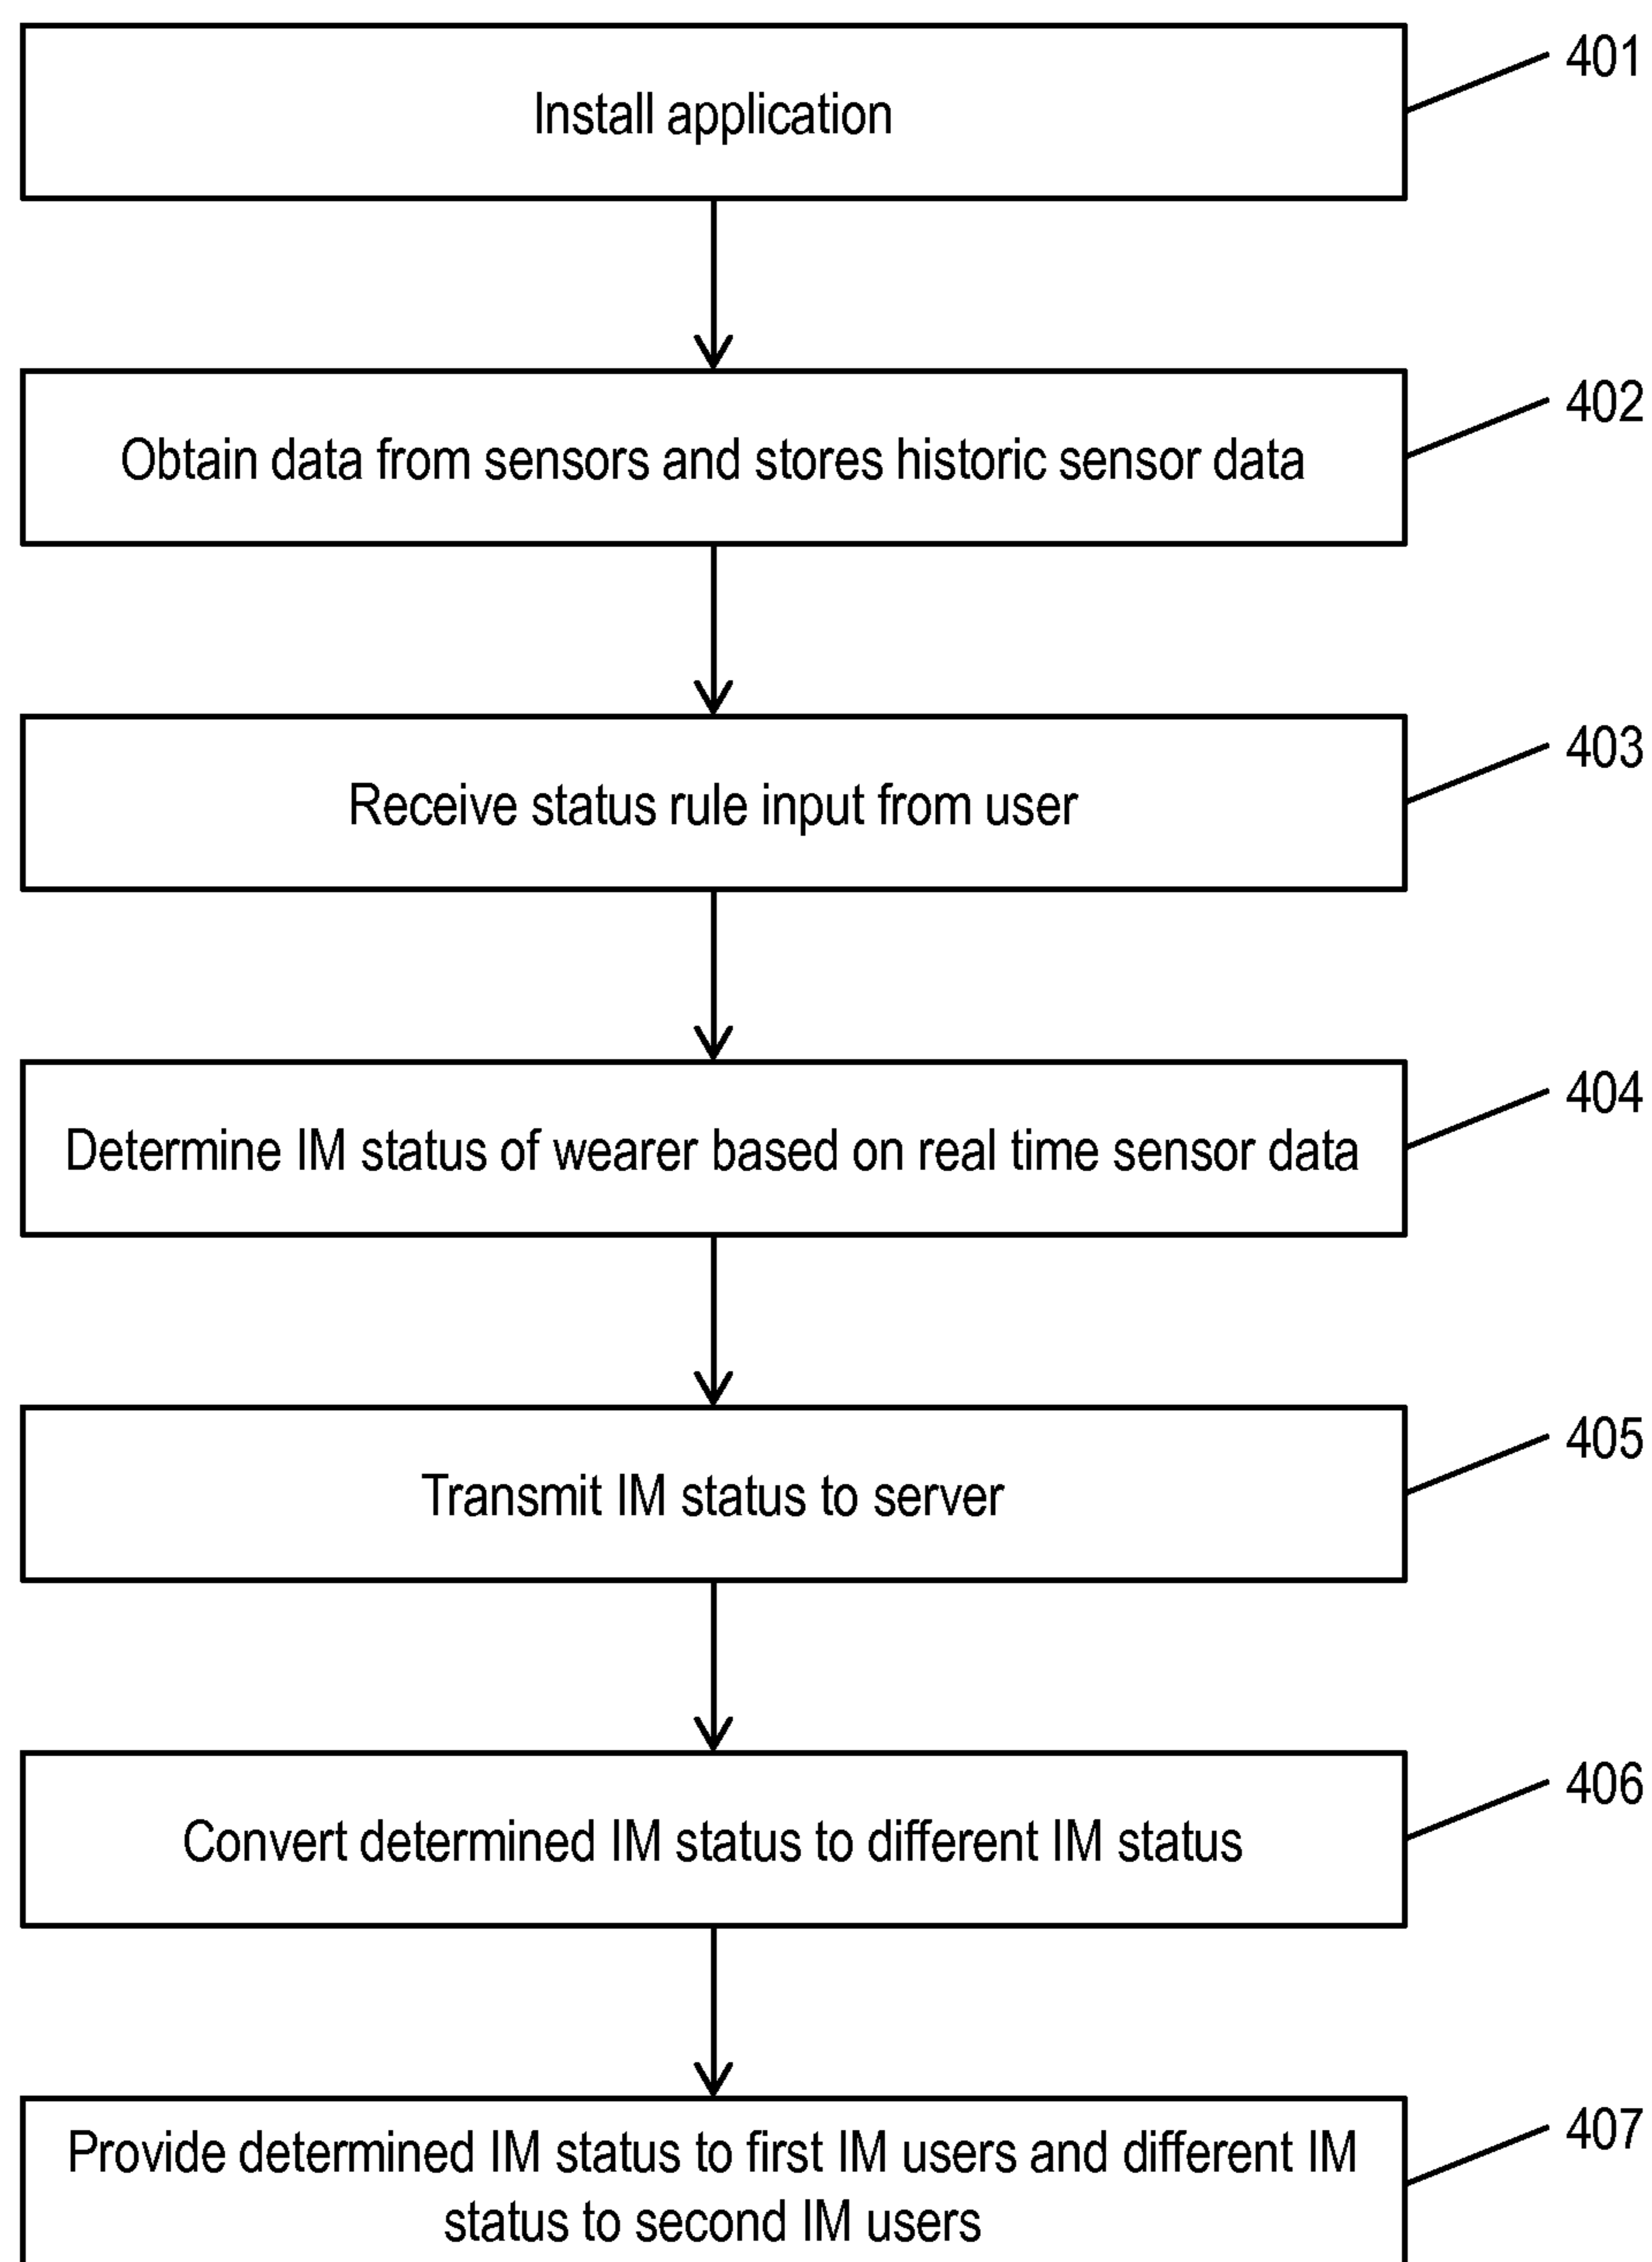 401
Install application
402
Obtain data from sensors and stores historic sensor data
403
Receive status rule input from user
404
Determine IM status of wearer based on real time sensor data
405
Transmit IM status to server
406
Convert determined IM status to different IM status
407
Provide determined IM status to first IM users and different IM
status to second IM users